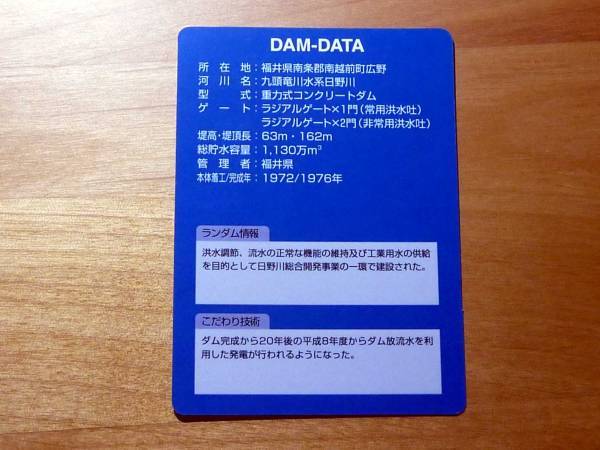 DAM-DATA
所在地：福井県南条郡南越前町広野
河川名：九頭竜川水系日野川
型式：重力式コンクリートダム
ゲート：ラジアルゲート×1門（常用洪水吐）
ラジアルゲート×2門（非常用洪水吐）
堤高・堤頂長：63m・162m
総貯水容量：1,130万m³
管理者：福井県
本体着工/完成年：1972/1976年
ランダム情報
洪水調節、流水の正常な機能の維持及び工業用水の供給
を目的として日野川総合開発事業の一環で建設された。
こだわり技術
ダム完成から20年後の平成8年度からダム放流水を利
用した発電が行われるようになった。